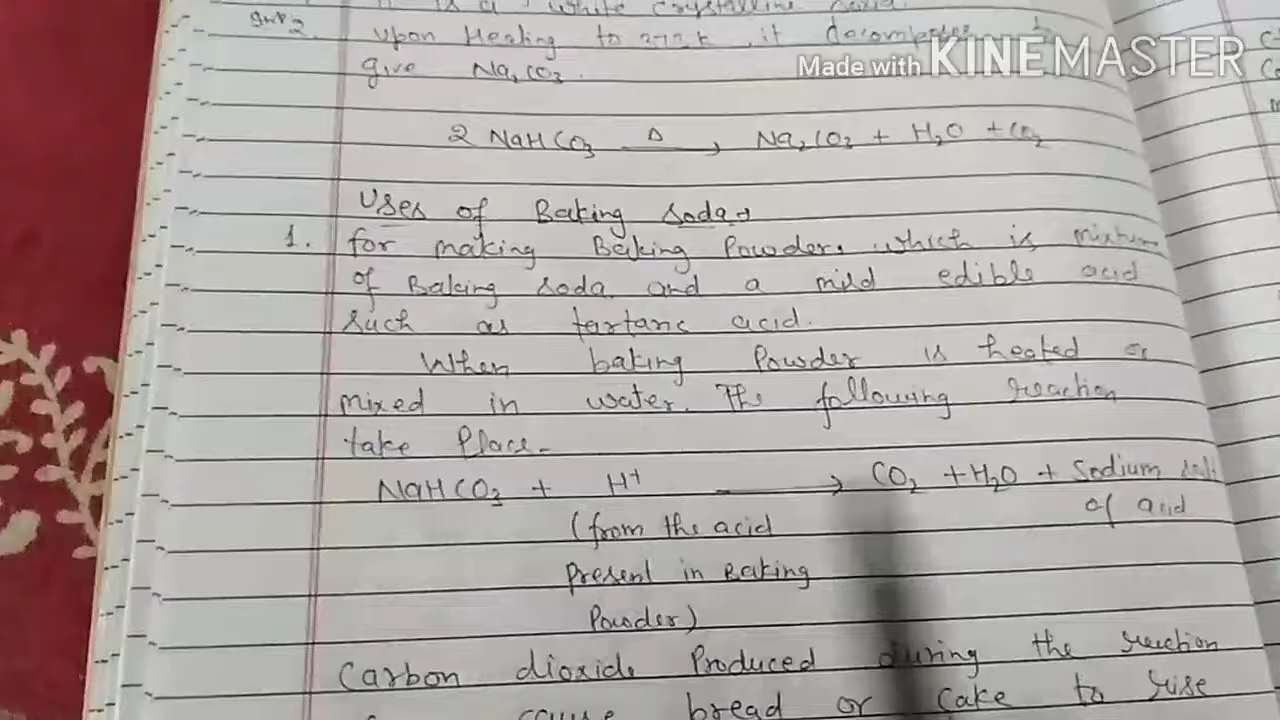 is a white crystalline
2. upon Heating to it decomposes to
give Na₂CO₃.
Made with KINEMASTER
2 NaHCO₃ —Δ→ Na₂CO₃ + H₂O + CO₂
Uses of Baking Soda→
1. for making Baking Powder, which is mixture
of Baking soda and a mild edible acid
such as tartaric acid.
When baking Powder is heated or
mixed in water. The following reaction
take Place-
NaHCO₃ + H⁺ → CO₂ + H₂O + Sodium salt
of acid
(from the acid
Present in Baking
Powder)
Carbon dioxide Produced during the reaction
cause bread or cake to rise